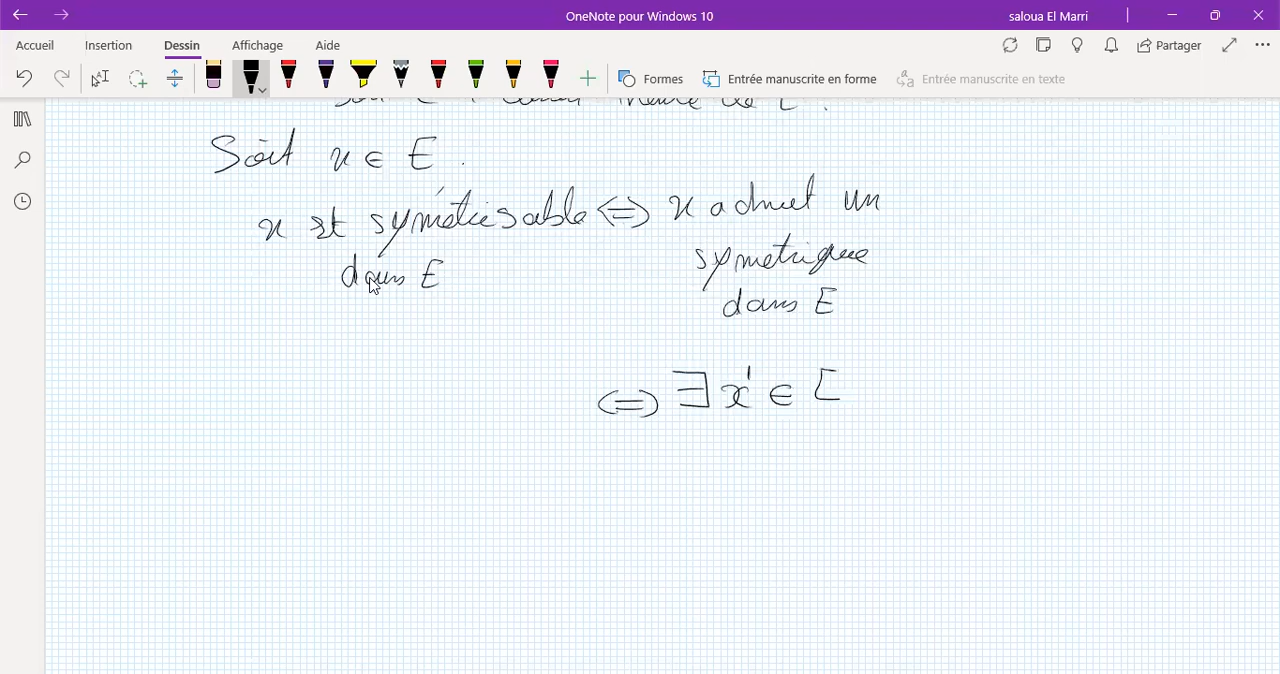 OneNote pour Windows 10
saloua El Marri
Accueil Insertion Dessin Affichage Aide
Partager
Formes Entrée manuscrite en forme Entrée manuscrite en texte
Soit x ∈ E .
x est symétrisable <=> x admet un
dans E symetrique
dans E
<=> ∃ x' ∈ E